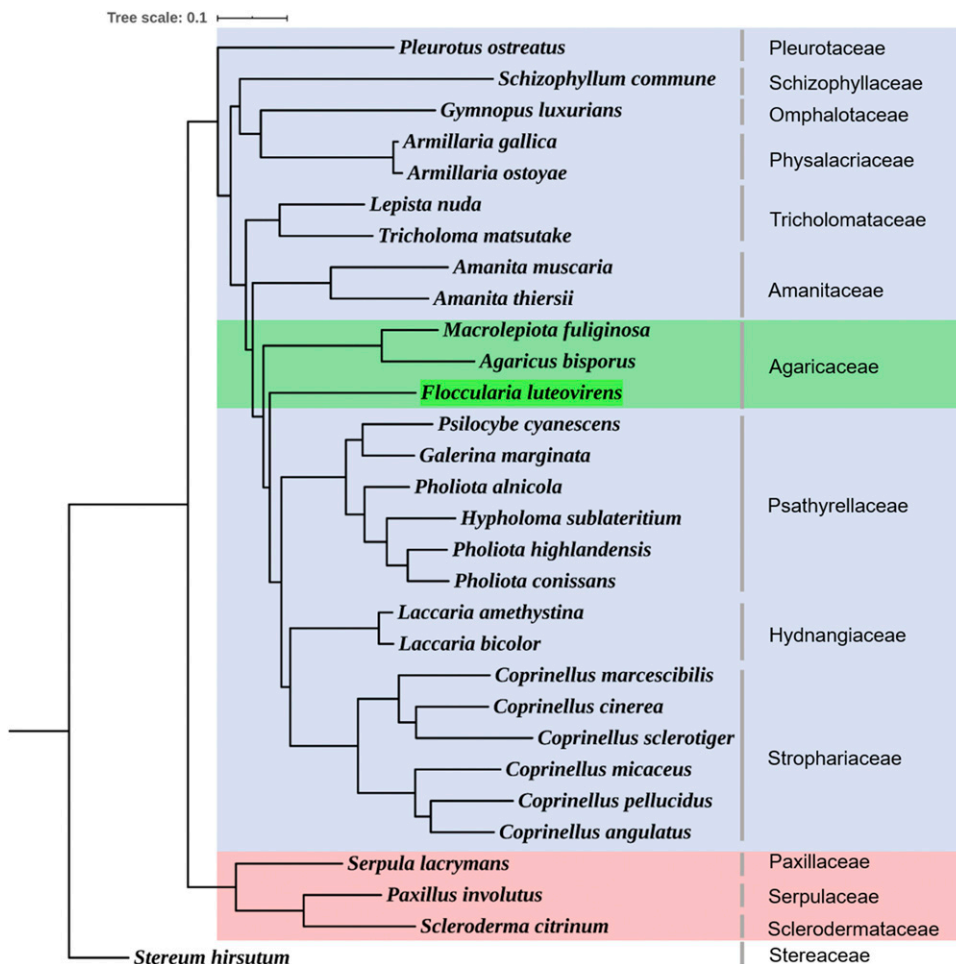 Tree scale: 0.1
Pleurotus ostreatus Pleurotaceae
Schizophyllum commune Schizophyllaceae
Gymnopus luxurians Omphalotaceae
Armillaria gallica
Physalacriaceae
Armillaria ostoyae
Lepista nuda
Tricholomataceae
Tricholoma matsutake
Amanita muscaria
Amanitaceae
Amanita thiersii
Macrolepiota fuliginosa
Agaricus bisporus Agaricaceae
Floccularia luteovirens
Psilocybe cyanescens
Galerina marginata
Pholiota alnicola
Psathyrellaceae
Hypholoma sublateritium
Pholiota highlandensis
Pholiota conissans
Laccaria amethystina
Hydnangiaceae
Laccaria bicolor
Coprinellus marcescibilis
Coprinellus cinerea
Coprinellus sclerotiger
Strophariaceae
Coprinellus micaceus
Coprinellus pellucidus
Coprinellus angulatus
Serpula lacrymans Paxillaceae
Paxillus involutus Serpulaceae
Scleroderma citrinum Sclerodermataceae
Stereum hirsutum Stereaceae